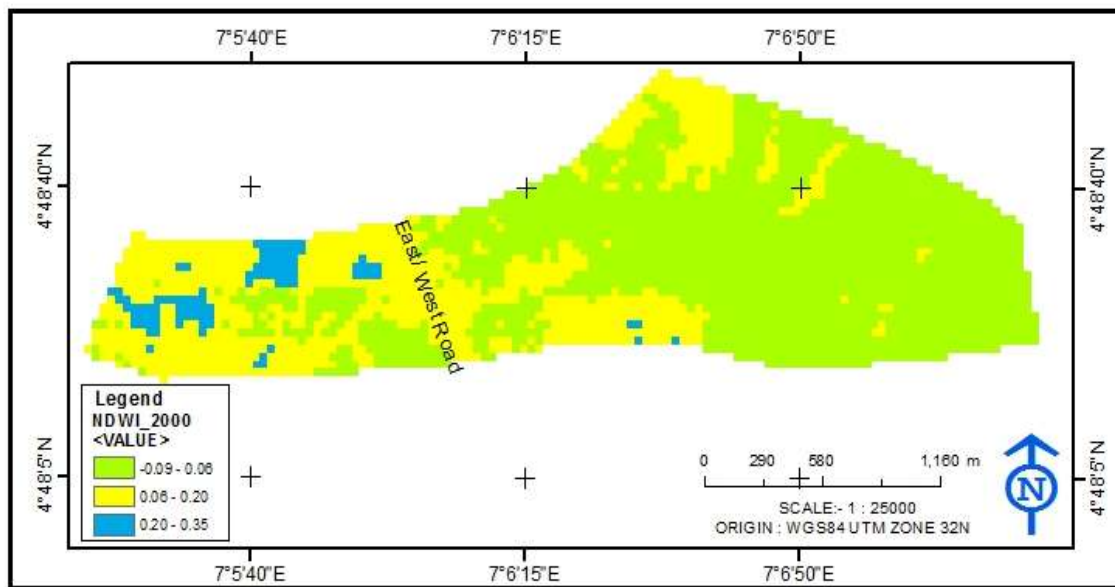 7°5'40"E 7°6'15"E 7°6'50"E
4°48'40"N
4°48'40"N
East/ West Road
Legend
NDWI_2000
<VALUE>
-0.09 - 0.06
0.06 - 0.20
0.20 - 0.35
4°48'5"N
0 290 580 1,160 m
SCALE:- 1 : 25000
ORIGIN : WGS84 UTM ZONE 32N
N
4°48'5"N
7°5'40"E 7°6'15"E 7°6'50"E